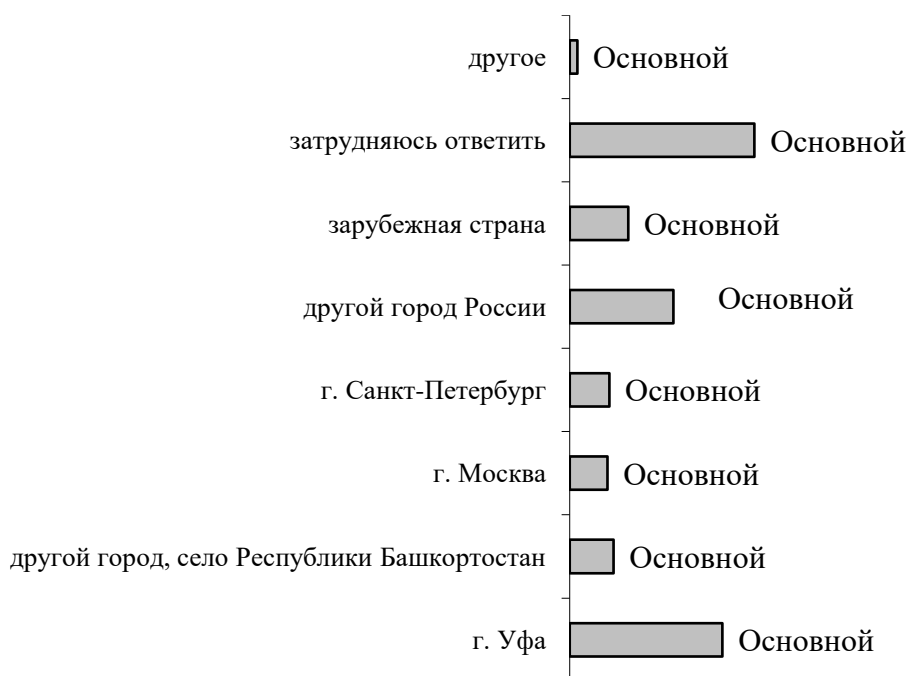 другое Основной
затрудняюсь ответить Основной
зарубежная страна Основной
другой город России Основной
г. Санкт-Петербург Основной
г. Москва Основной
другой город, село Республики Башкортостан Основной
г. Уфа Основной